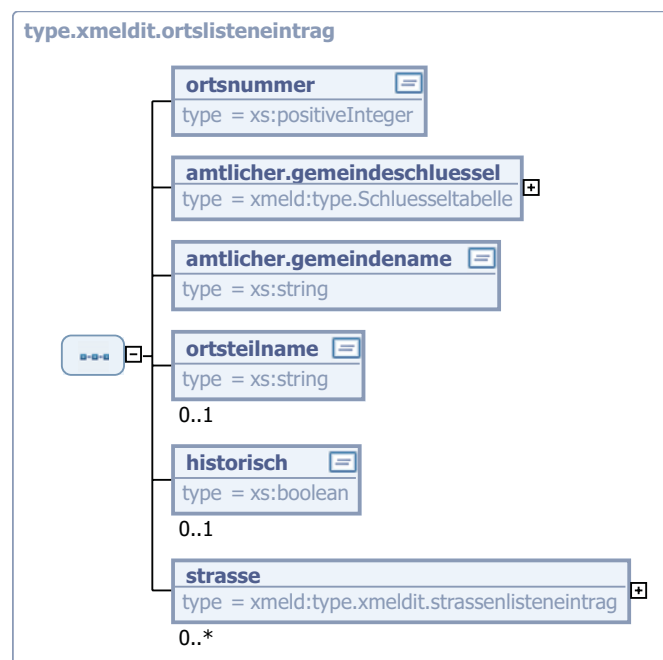 type.xmeldit.ortslisteneintrag
ortsnummer
type = xs:positiveInteger
amtlicher.gemeindeschluessel
type = xmeld:type.Schluesseltabelle
amtlicher.gemeindename
type = xs:string
ortsteilname
type = xs:string
0..1
historisch
type = xs:boolean
0..1
strasse
type = xmeld:type.xmeldit.strassenlisteneintrag
0..*